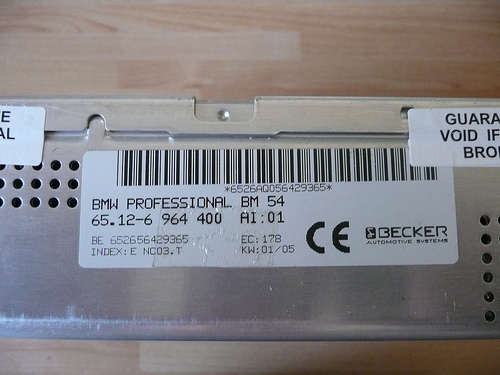 E
AL
GUARA
VOID IF
BRO
*6526AQ056429365*
BMW PROFESSIONAL BM 54
65.12-6 964 400 AI:01
BE 652656429365 EC:178
INDEX:E NC03.T KW:01/05
CE
BECKER
AUTOMOTIVE SYSTEMS